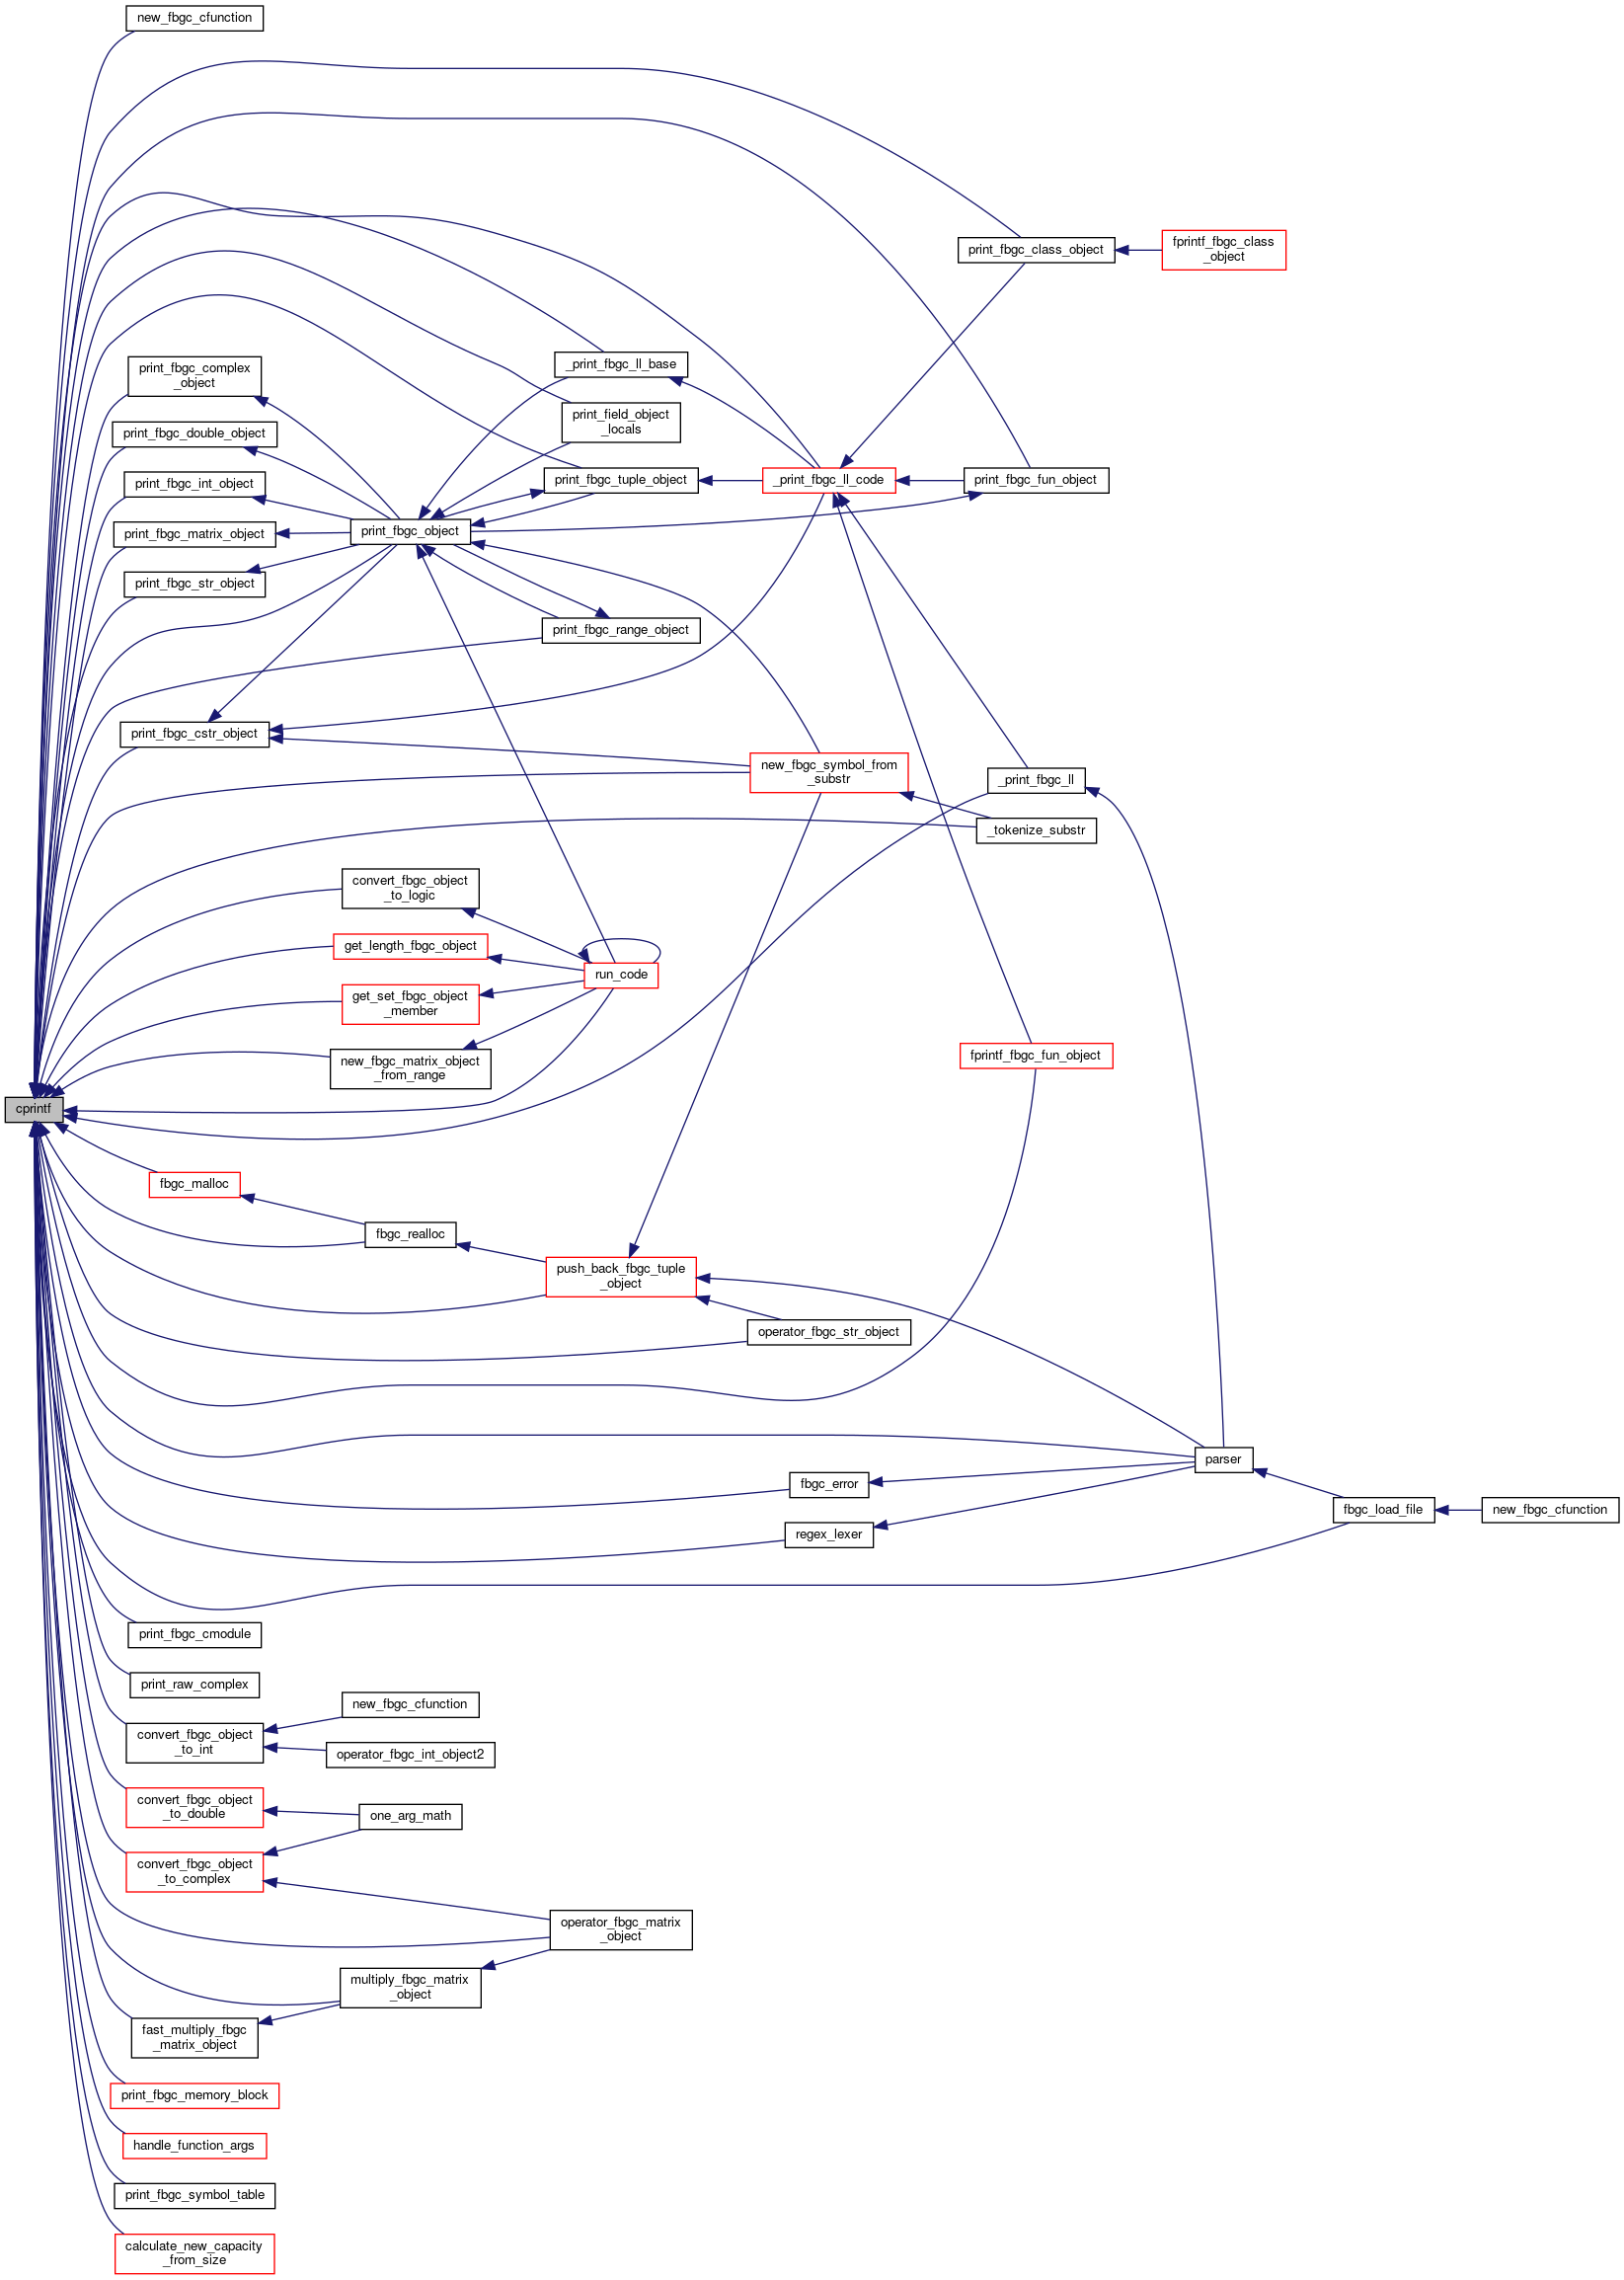 new_fbgc_cfunction
print_fbgc_class_object
fprintf_fbgc_class
_object
_print_fbgc_ll_base
print_fbgc_complex
_object
print_field_object
_locals
print_fbgc_double_object
print_fbgc_int_object
print_fbgc_tuple_object
_print_fbgc_ll_code
print_fbgc_fun_object
print_fbgc_matrix_object
print_fbgc_object
print_fbgc_str_object
print_fbgc_range_object
print_fbgc_cstr_object
new_fbgc_symbol_from
_substr
_print_fbgc_ll
_tokenize_substr
convert_fbgc_object
_to_logic
get_length_fbgc_object
run_code
get_set_fbgc_object
_member
new_fbgc_matrix_object
_from_range
fprintf_fbgc_fun_object
cprintf
fbgc_malloc
fbgc_realloc
push_back_fbgc_tuple
_object
operator_fbgc_str_object
parser
fbgc_error
fbgc_load_file
new_fbgc_cfunction
regex_lexer
print_fbgc_cmodule
print_raw_complex
new_fbgc_cfunction
convert_fbgc_object
_to_int
operator_fbgc_int_object2
convert_fbgc_object
_to_double
one_arg_math
convert_fbgc_object
_to_complex
operator_fbgc_matrix
_object
multiply_fbgc_matrix
_object
fast_multiply_fbgc
_matrix_object
print_fbgc_memory_block
handle_function_args
print_fbgc_symbol_table
calculate_new_capacity
_from_size